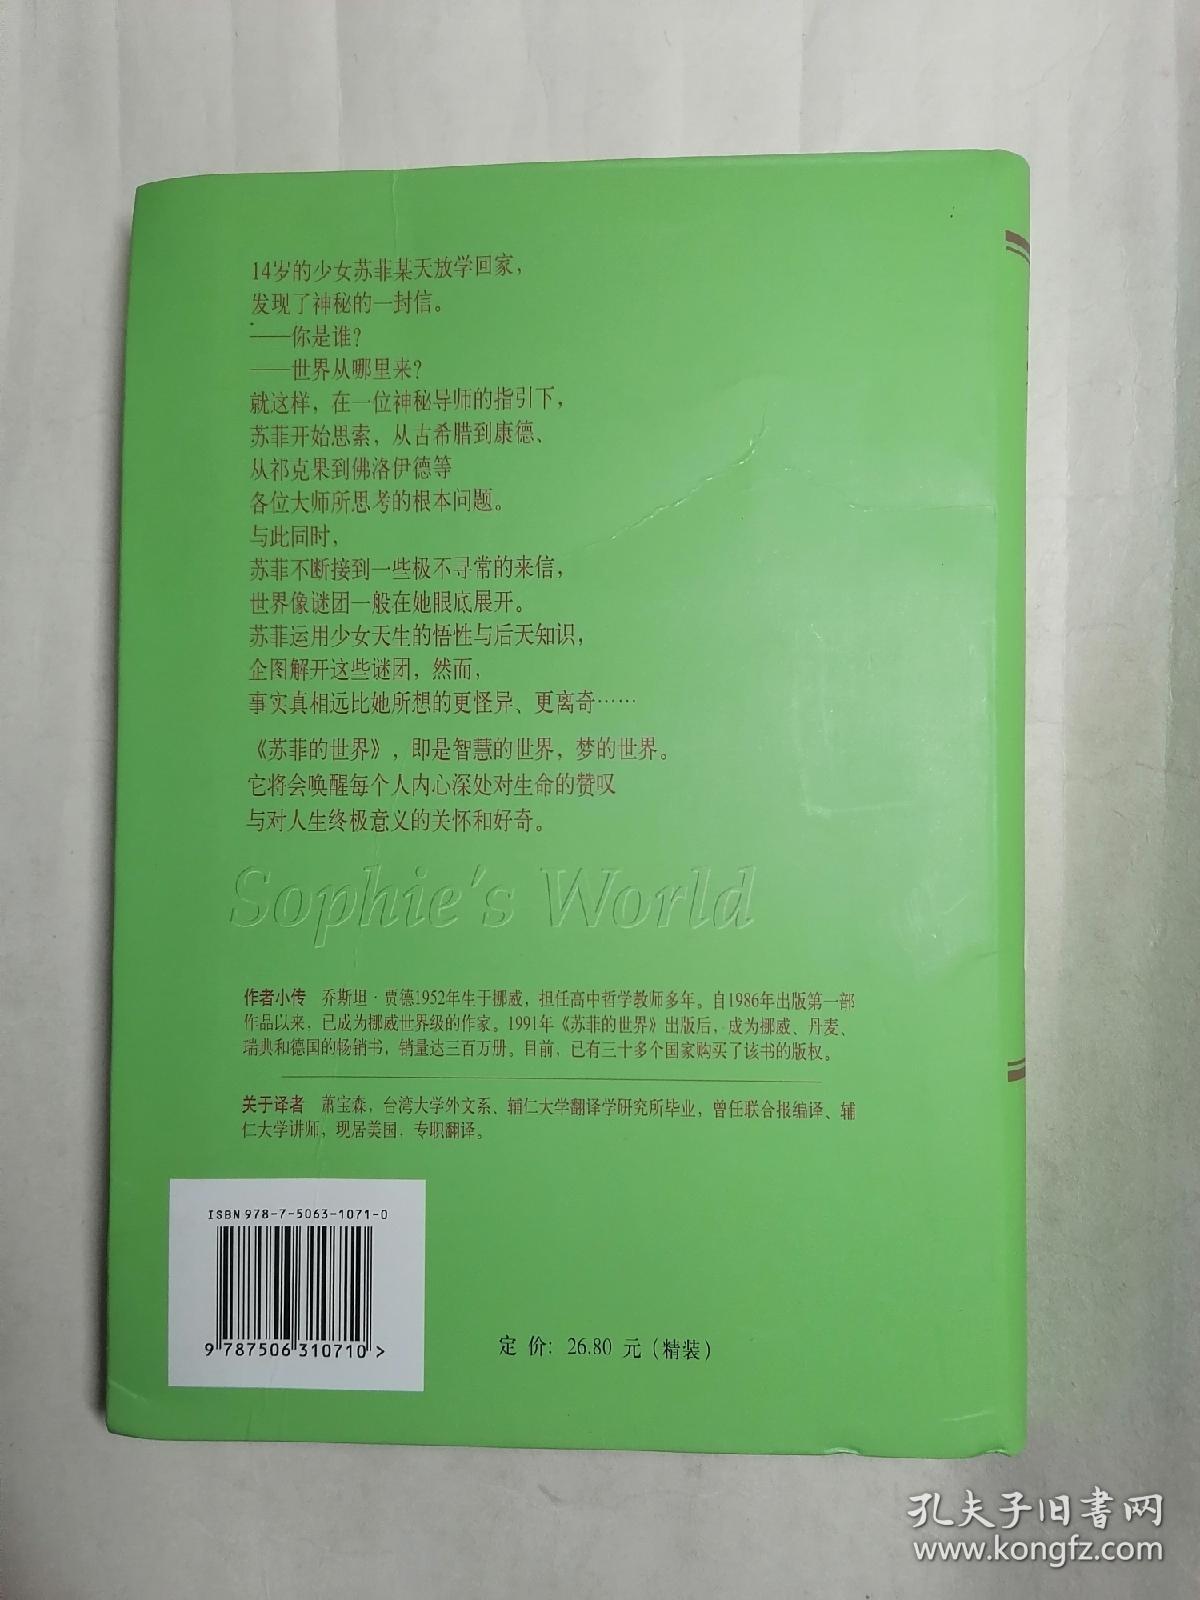 14岁的少女苏菲某天放学回家，
发现了神秘的一封信。
——你是谁？
——世界从哪里来？
就这样，在一位神秘导师的指引下，
苏菲开始思索，从古希腊到康德、
从祁克果到佛洛伊德等
各位大师所思考的根本问题。
与此同时，
苏菲不断接到一些极不寻常的来信，
世界像谜团一般在她眼底展开。
苏菲运用少女天生的悟性与后天知识，
企图解开这些谜团，然而，
事实真相远比她所想的更怪异、更离奇……
《苏菲的世界》，即是智慧的世界，梦的世界。
它将会唤醒每个人内心深处对生命的赞叹
与对人生终极意义的关怀和好奇。
Sophie's World
作者小传 乔斯坦·贾德1952年生于挪威，担任高中哲学教师多年。自1986年出版第一部
作品以来，已成为挪威世界级的作家。1991年《苏菲的世界》出版后，成为挪威、丹麦、
瑞典和德国的畅销书，销量达三百万册。目前，已有三十多个国家购买了该书的版权。
关于译者 萧宝森，台湾大学外文系、辅仁大学翻译学研究所毕业，曾任联合报编译、辅
仁大学讲师，现居美国，专职翻译。
ISBN 978-7-5063-1071-0
9 787506 310710 >
定 价：26.80 元（精装）
孔夫子旧书网
www.kongfz.com